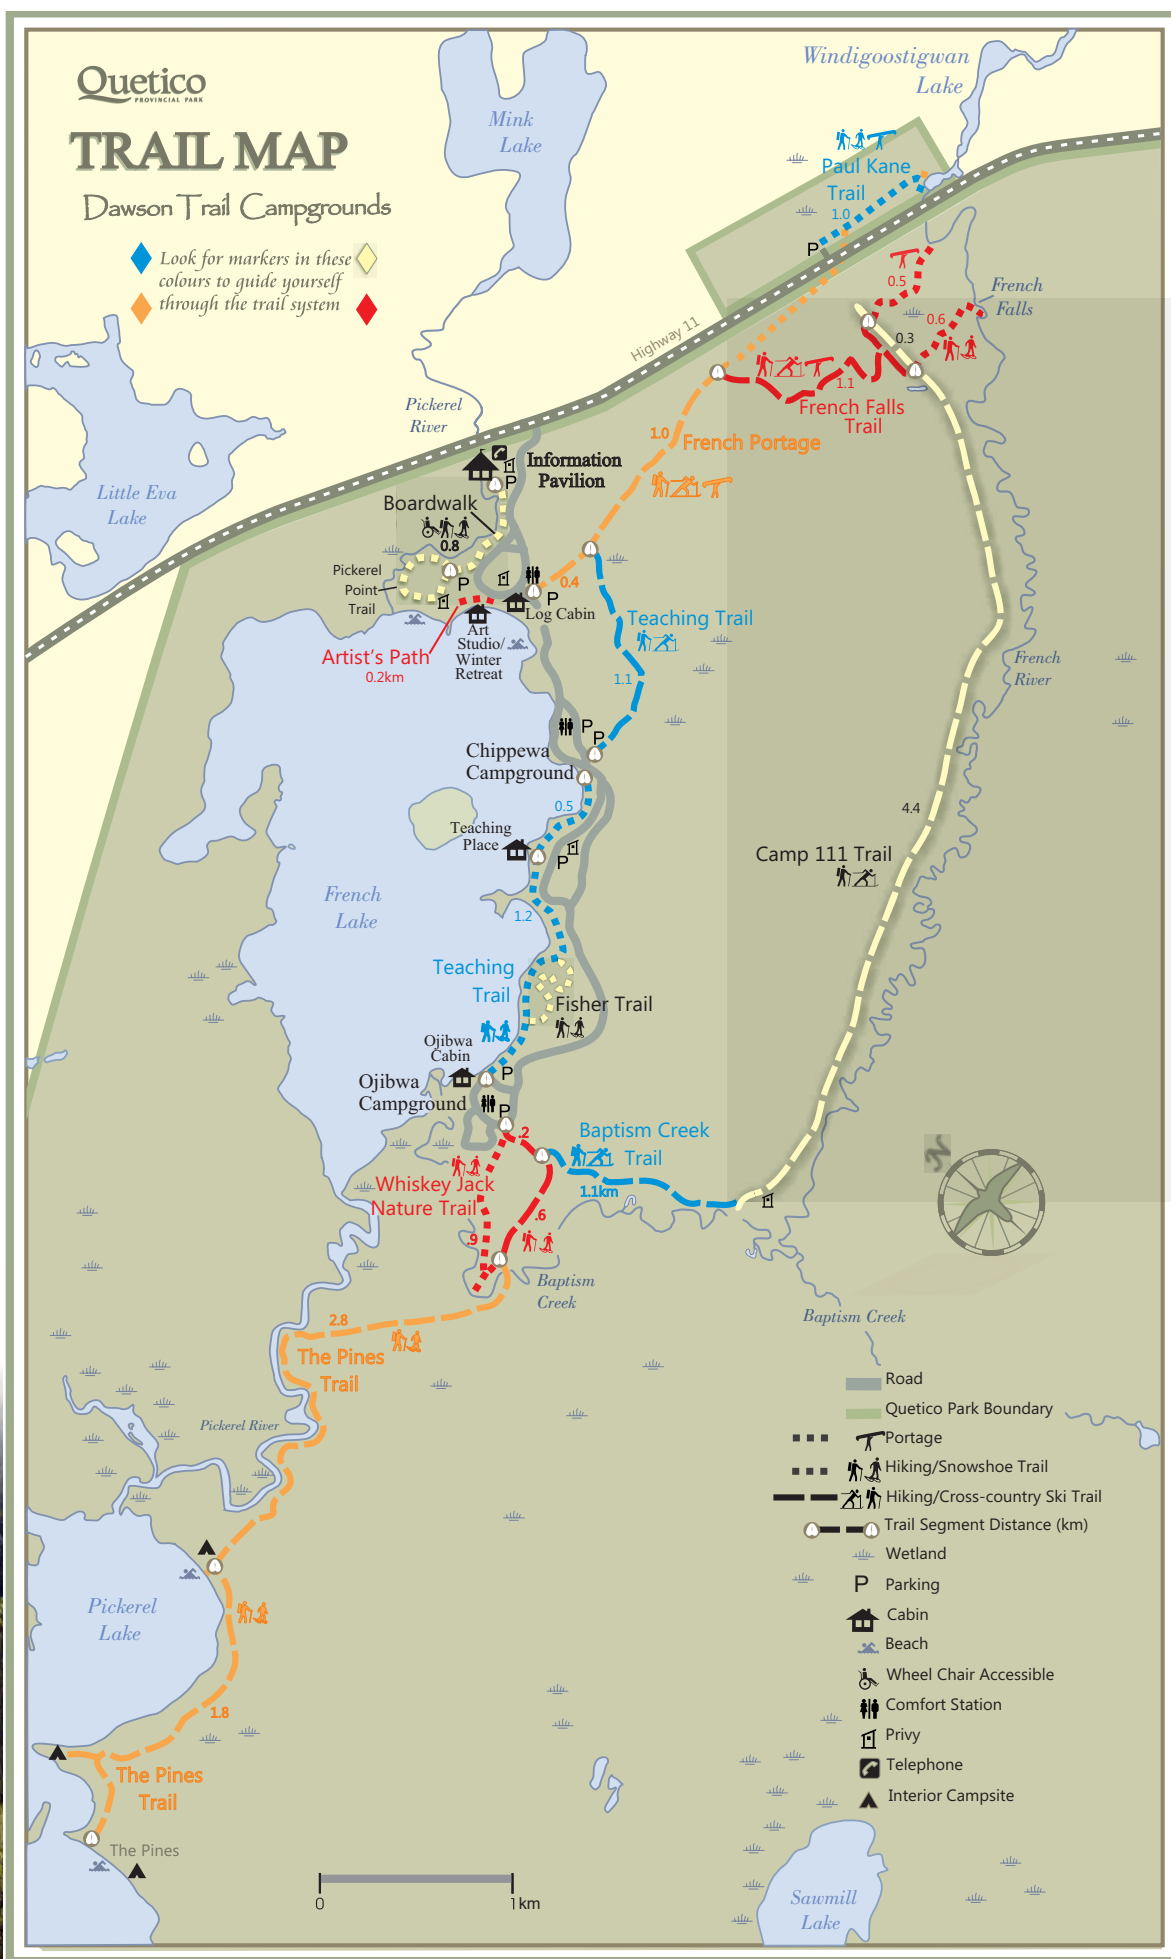 Quetico
PROVINCIAL PARK
TRAIL MAP
Dawson Trail Campgrounds
Look for markers in these
colours to guide yourself
through the trail system
Mink
Lake
Windigoostigwan
Lake
Paul Kane
Trail
1.0
P
0.5
French
Falls
0.6
0.3
Highway 11
1.1
French Falls
Trail
Pickerel
River
1.0
French Portage
Information
Pavilion
P
Little Eva
Lake
Boardwalk
0.8
Pickerel
Point
Trail
P
0.4
P
Log Cabin
Teaching Trail
Art
Studio/
Winter
Retreat
Artist's Path
0.2km
French
River
1.1
P
P
Chippewa
Campground
0.5
4.4
Teaching
Place
P
Camp 111 Trail
French
Lake
1.2
Teaching
Trail
Fisher Trail
Ojibwa
Cabin
P
Ojibwa
Campground
P
.2
Baptism Creek
Trail
1.1km
Whiskey Jack
Nature Trail
.6
.9
N
Baptism
Creek
Baptism Creek
2.8
The Pines
Trail
Pickerel River
Road
Quetico Park Boundary
Portage
Hiking/Snowshoe Trail
Hiking/Cross-country Ski Trail
Trail Segment Distance (km)
Wetland
P Parking
Cabin
Beach
Wheel Chair Accessible
Comfort Station
Privy
Telephone
Interior Campsite
Pickerel
Lake
1.8
The Pines
Trail
The Pines
0 1km
Sawmill
Lake